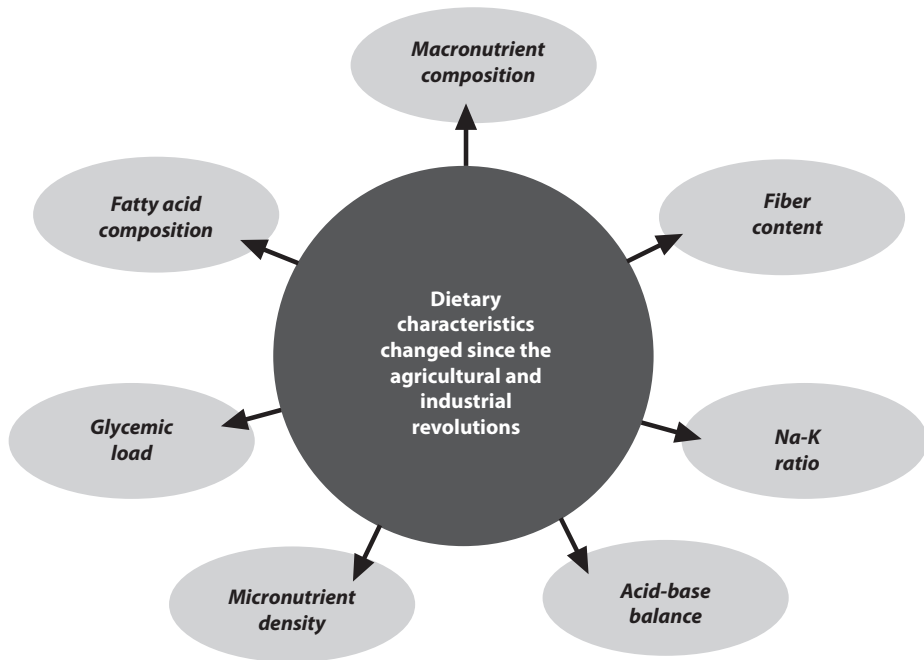 Macronutrient
composition
Fatty acid
composition
Fiber
content
Dietary
characteristics
changed since the
agricultural and
industrial
revolutions
Glycemic
load
Na-K
ratio
Micronutrient
density
Acid-base
balance